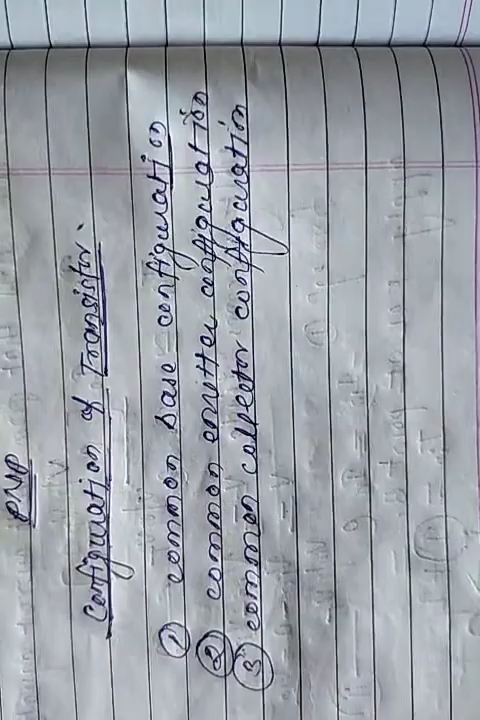 PNP
Configuration of Transistor.
① common base configuration
② common emitter configuration
③ common collector configuration